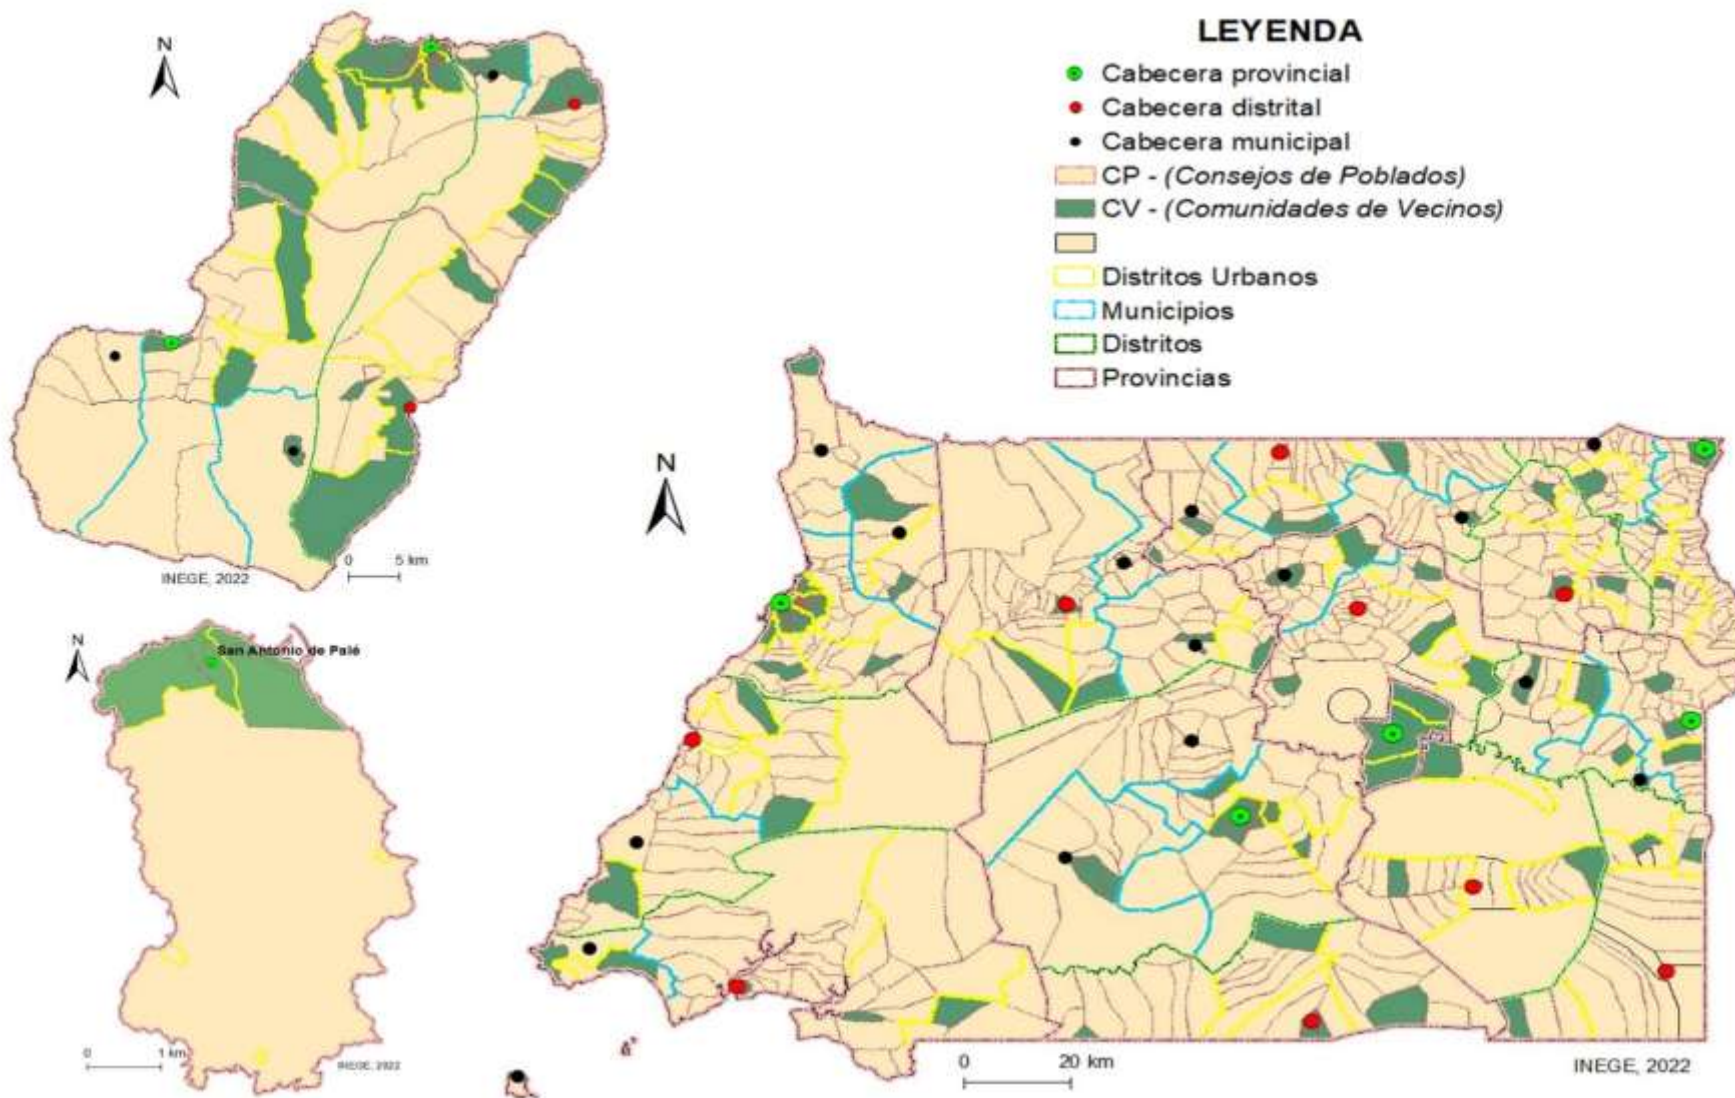 LEYENDA
Cabecera provincial
Cabecera distrital
Cabecera municipal
CP - (Consejos de Poblados)
CV - (Comunidades de Vecinos)
Distritos Urbanos
Municipios
Distritos
Provincias
N
0 5 km
INEGE, 2022
N
San Antonio de Palé
0 1 km
INEGE, 2022
N
0 20 km
INEGE, 2022